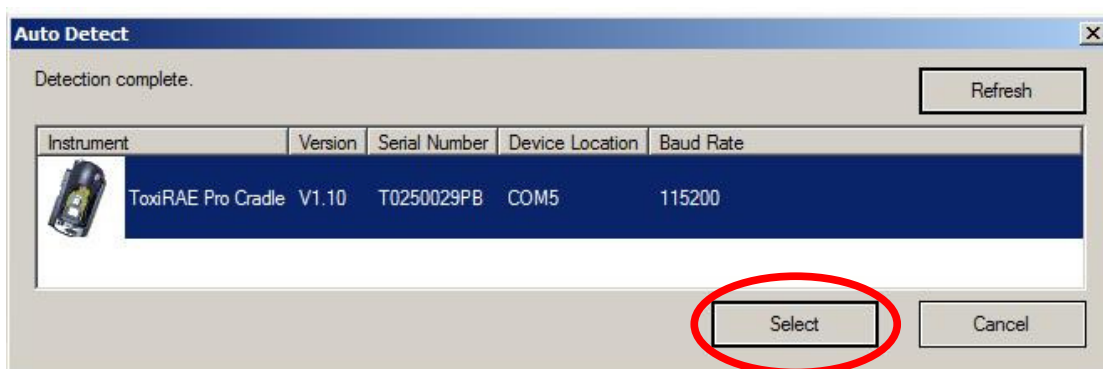 Auto Detect
Detection complete.
Refresh
Instrument Version Serial Number Device Location Baud Rate
ToxiRAE Pro Cradle V1.10 T0250029PB COM5 115200
Select Cancel